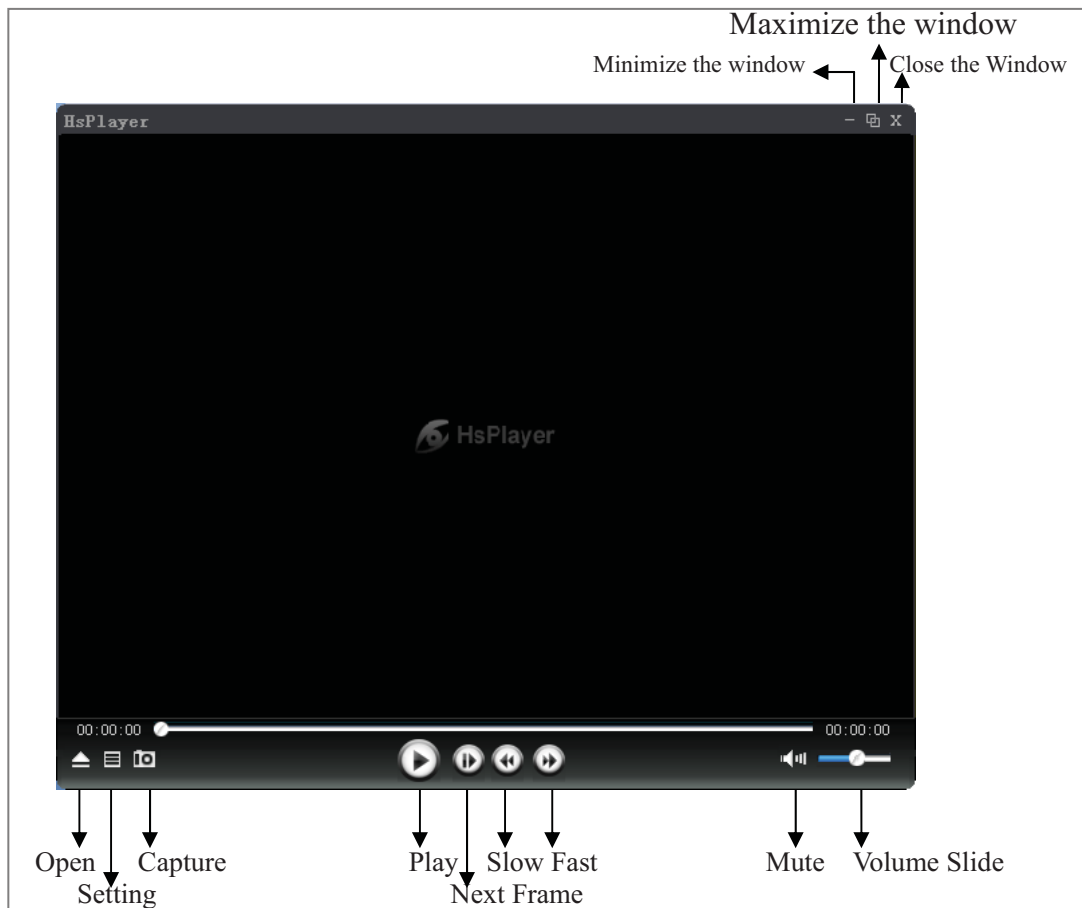 Maximize the window
Minimize the window
Close the Window
HsPlayer
HsPlayer
00:00:00
00:00:00
Open
Capture
Play
Slow
Fast
Mute
Volume Slide
Setting
Next Frame